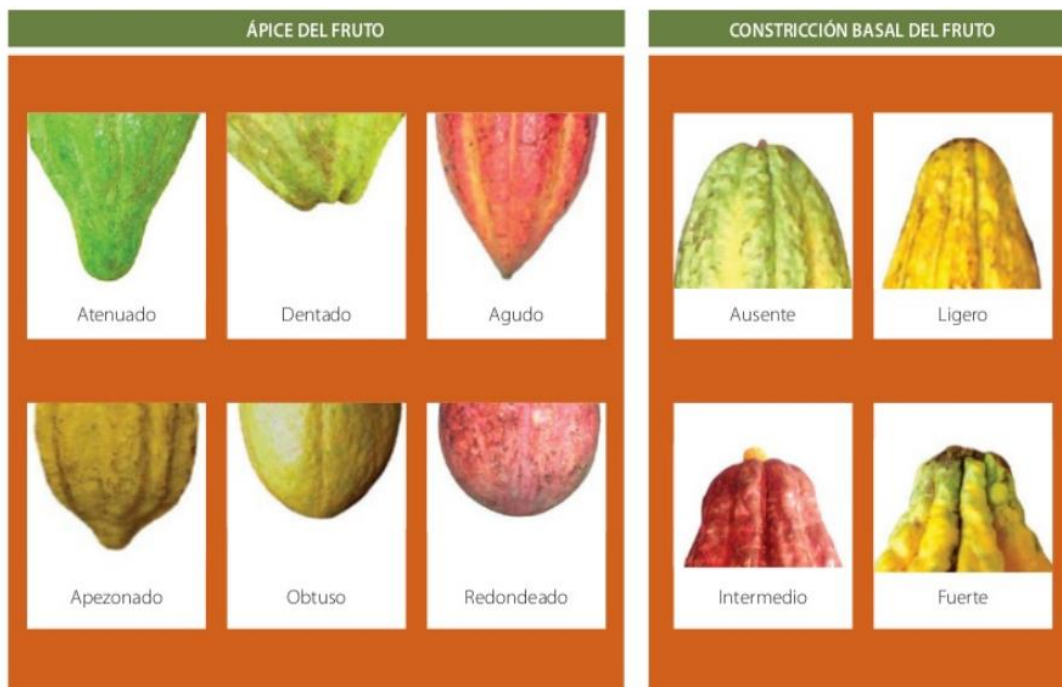 ÁPICE DEL FRUTO
Atenuado
Dentado
Agudo
Apezonado
Obtuso
Redondeado
CONSTRICCIÓN BASAL DEL FRUTO
Ausente
Ligero
Intermedio
Fuerte